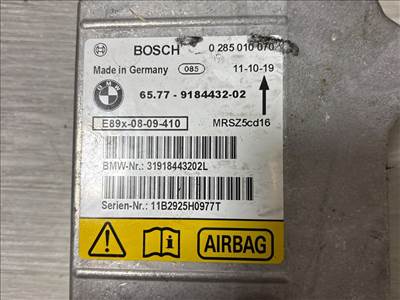 BOSCH 0 285 010 070
Made in Germany 085 11-10-19
BMW
65.77 - 9184432-02
E89x-08-09-410 MRSZ5cd16
BMW-Nr.: 31918443202L
Serien-Nr.: 11B2925H0977T
AIRBAG